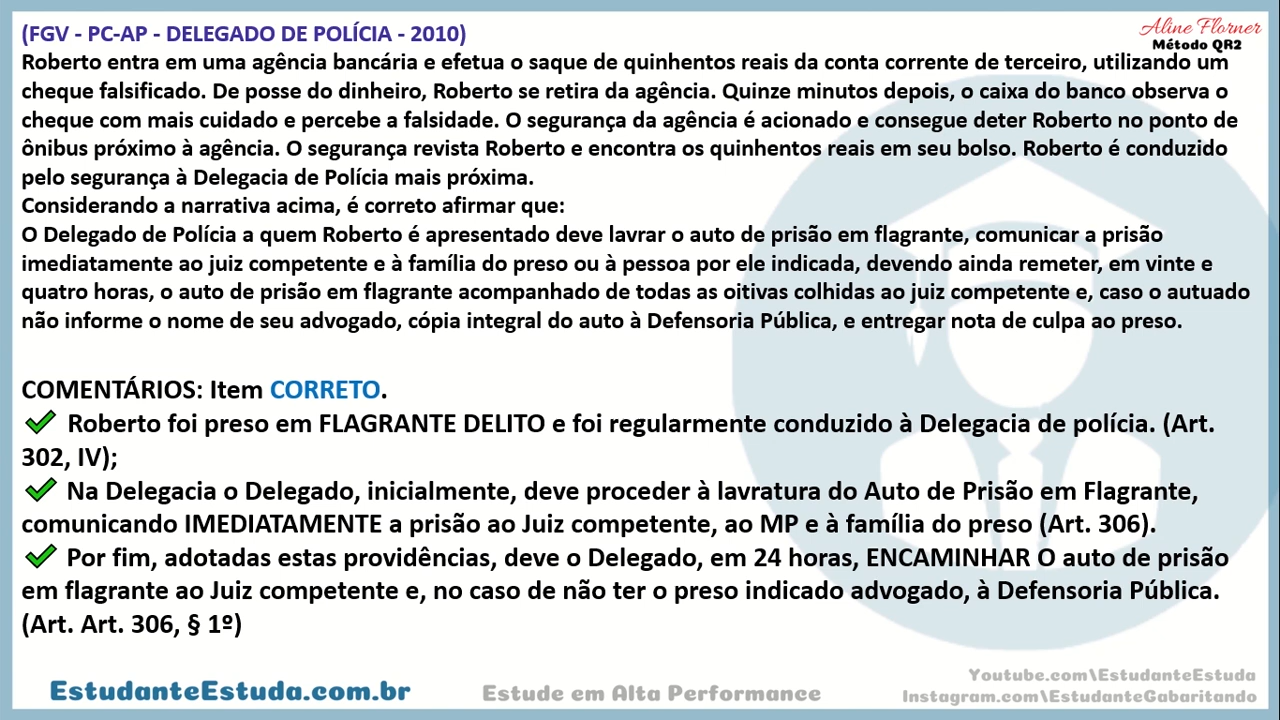 (FGV - PC-AP - DELEGADO DE POLÍCIA - 2010)
Aline Florner
Método QR2
Roberto entra em uma agência bancária e efetua o saque de quinhentos reais da conta corrente de terceiro, utilizando um
cheque falsificado. De posse do dinheiro, Roberto se retira da agência. Quinze minutos depois, o caixa do banco observa o
cheque com mais cuidado e percebe a falsidade. O segurança da agência é acionado e consegue deter Roberto no ponto de
ônibus próximo à agência. O segurança revista Roberto e encontra os quinhentos reais em seu bolso. Roberto é conduzido
pelo segurança à Delegacia de Polícia mais próxima.
Considerando a narrativa acima, é correto afirmar que:
O Delegado de Polícia a quem Roberto é apresentado deve lavrar o auto de prisão em flagrante, comunicar a prisão
imediatamente ao juiz competente e à família do preso ou à pessoa por ele indicada, devendo ainda remeter, em vinte e
quatro horas, o auto de prisão em flagrante acompanhado de todas as oitivas colhidas ao juiz competente e, caso o autuado
não informe o nome de seu advogado, cópia integral do auto à Defensoria Pública, e entregar nota de culpa ao preso.
COMENTÁRIOS: Item CORRETO.
✔ Roberto foi preso em FLAGRANTE DELITO e foi regularmente conduzido à Delegacia de polícia. (Art.
302, IV);
✔ Na Delegacia o Delegado, inicialmente, deve proceder à lavratura do Auto de Prisão em Flagrante,
comunicando IMEDIATAMENTE a prisão ao Juiz competente, ao MP e à família do preso (Art. 306).
✔ Por fim, adotadas estas providências, deve o Delegado, em 24 horas, ENCAMINHAR O auto de prisão
em flagrante ao Juiz competente e, no caso de não ter o preso indicado advogado, à Defensoria Pública.
(Art. Art. 306, § 1º)
EstudanteEstuda.com.br
Estude em Alta Performance
Youtube.com\EstudanteEstuda
Instagram.com\EstudanteGabaritando